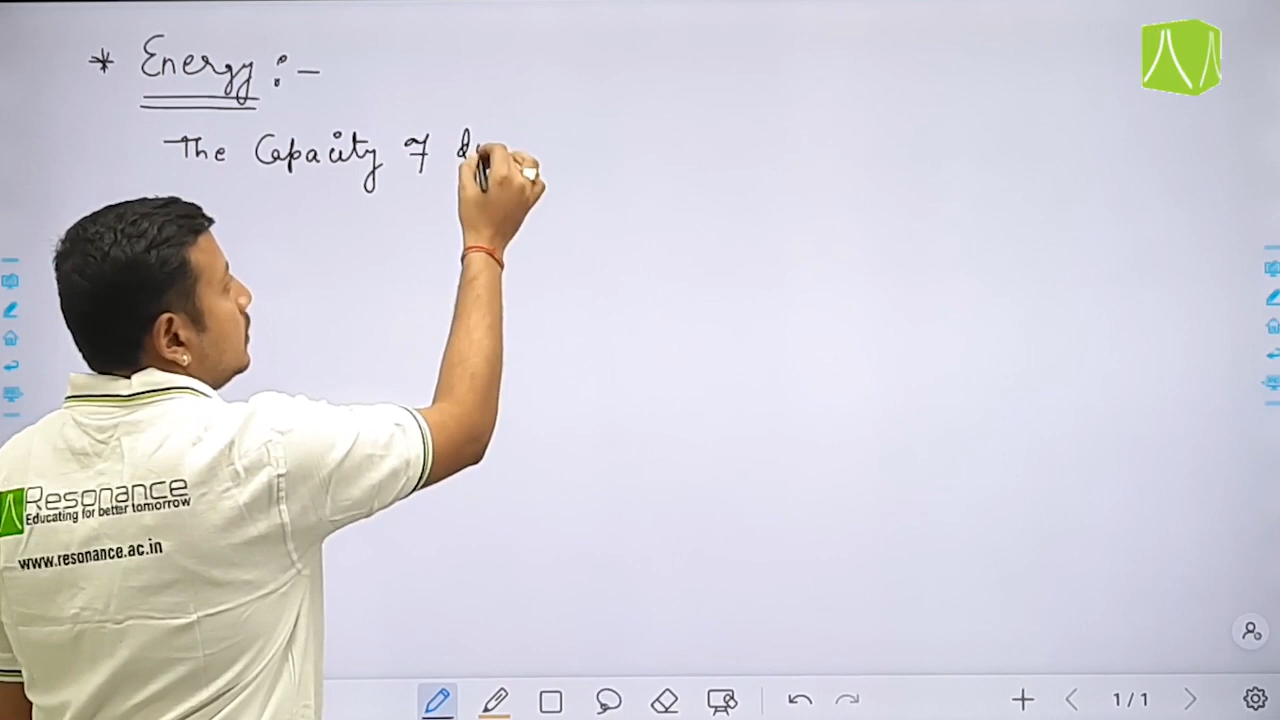 * Energy :-
The Capacity of
Resonance
Educating for better tomorrow
www.resonance.ac.in
1 / 1